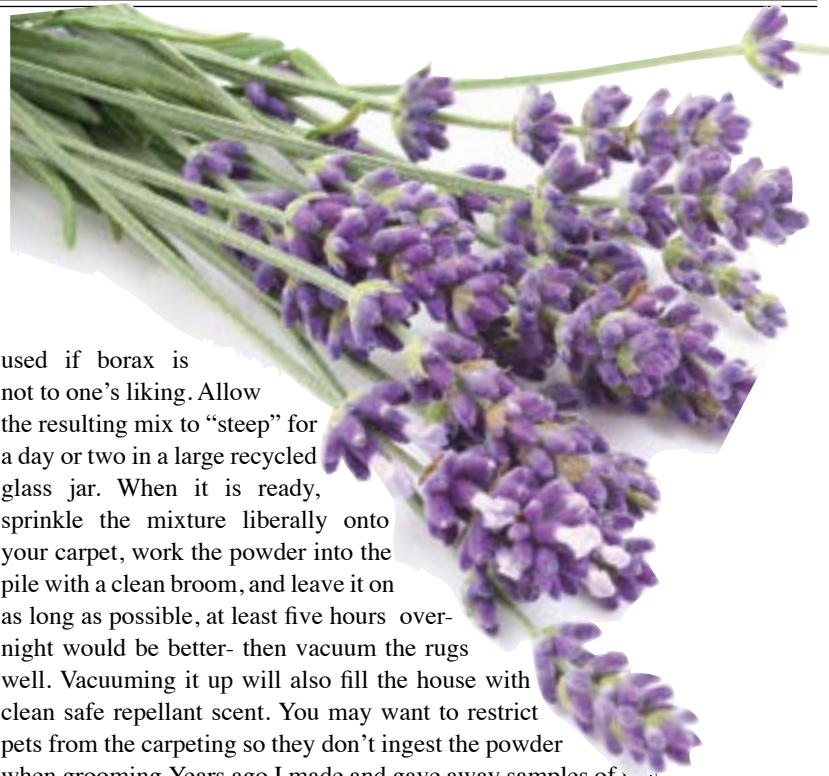 used if borax is
not to one’s liking. Allow
the resulting mix to “steep” for
a day or two in a large recycled
glass jar. When it is ready,
sprinkle the mixture liberally onto
your carpet, work the powder into the
pile with a clean broom, and leave it on
as long as possible, at least five hours over-
night would be better- then vacuum the rugs
well. Vacuuming it up will also fill the house with
clean safe repellant scent. You may want to restrict
pets from the carpeting so they don’t ingest the powder
when grooming Years ago I made and gave away samples of